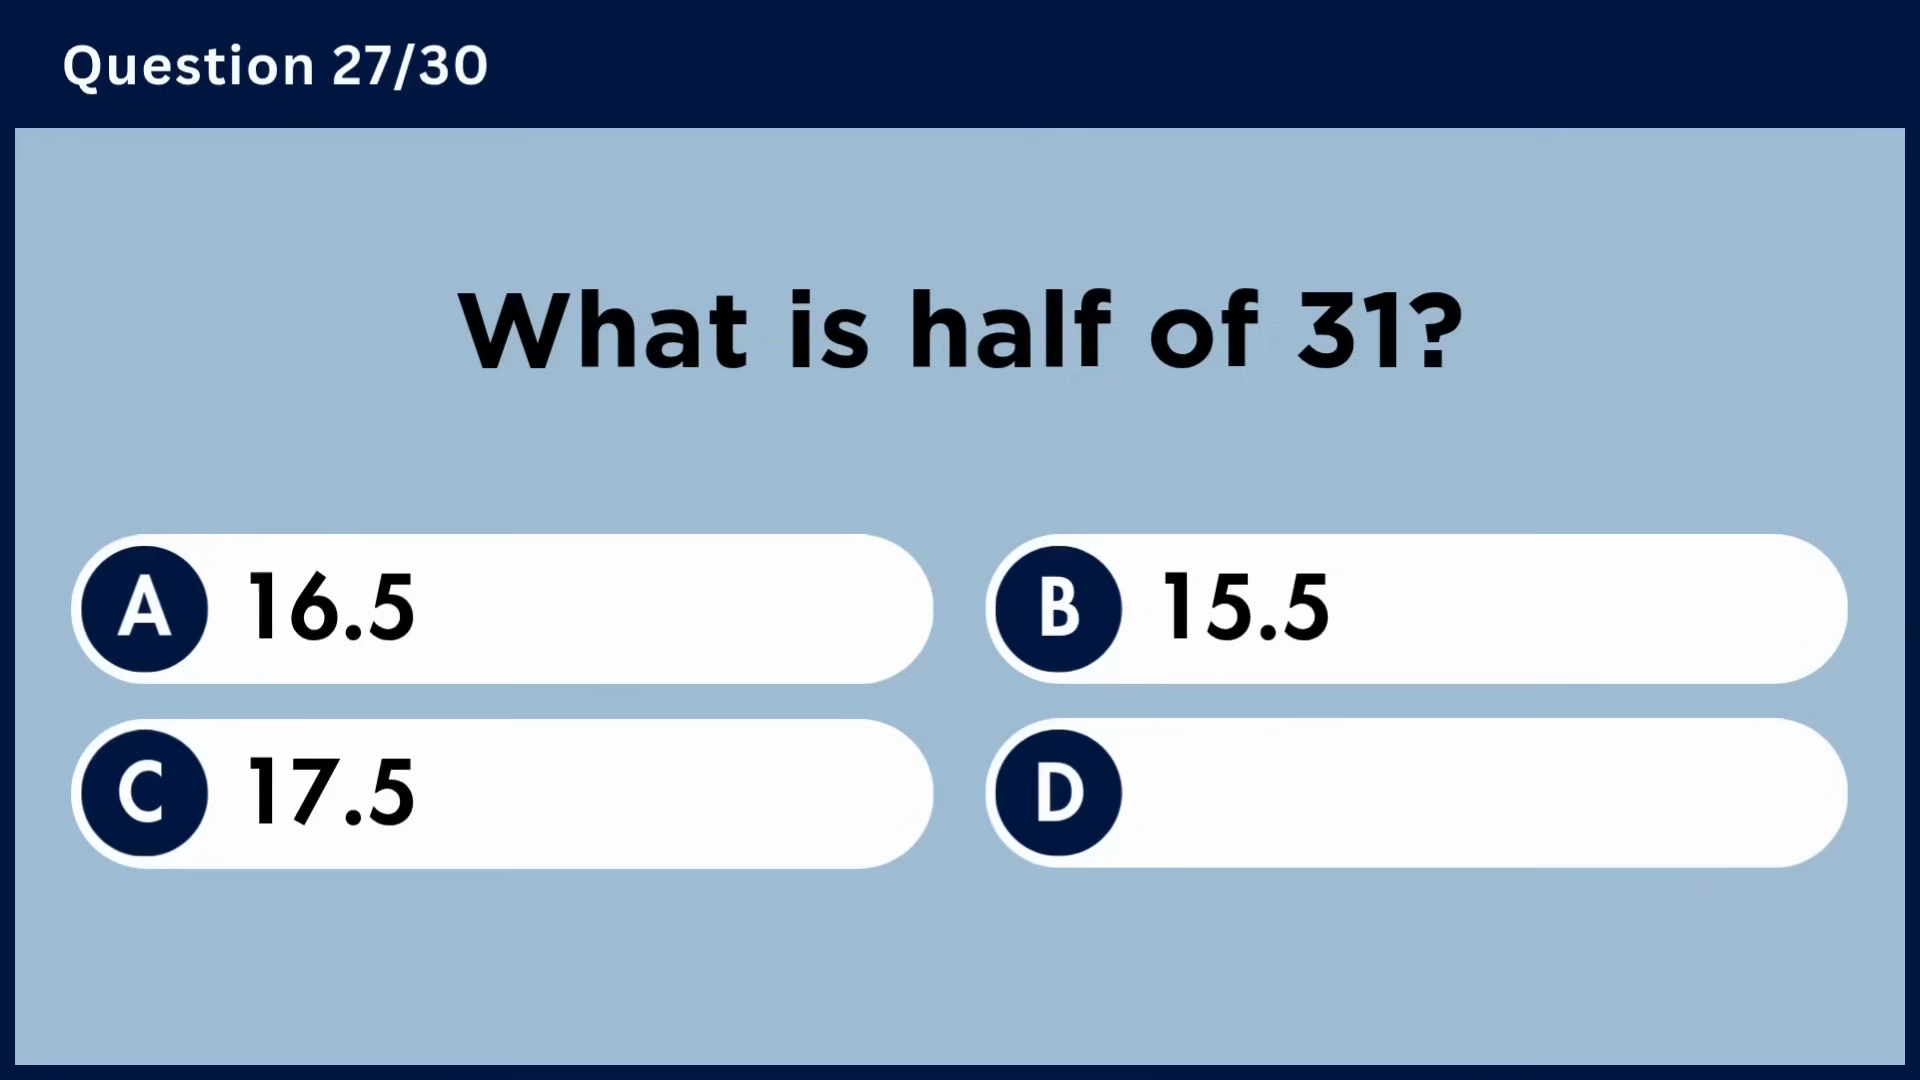 Question 27/30
What is half of 31?
A 16.5
B 15.5
C 17.5
D